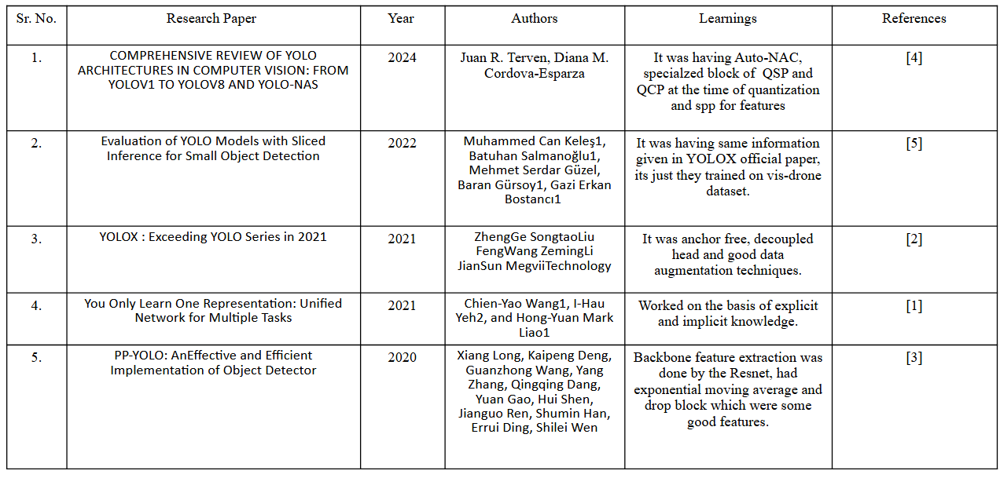 Sr. No.
Research Paper
Year
Authors
Learnings
References
1.
COMPREHENSIVE REVIEW OF YOLO
ARCHITECTURES IN COMPUTER VISION: FROM
YOLOV1 TO YOLOV8 AND YOLO-NAS
2024
Juan R. Terven, Diana M.
Cordova-Esparza
It was having Auto-NAC,
specialzed block of QSP and
QCP at the time of quantization
and spp for features
[4]
2.
Evaluation of YOLO Models with Sliced
Inference for Small Object Detection
2022
Muhammed Can Keleş1,
Batuhan Salmanoğlu1,
Mehmet Serdar Güzel,
Baran Gürsoy1, Gazi Erkan
Bostancı1
It was having same information
given in YOLOX official paper,
its just they trained on vis-drone
dataset.
[5]
3.
YOLOX : Exceeding YOLO Series in 2021
2021
ZhengGe SongtaoLiu
FengWang ZemingLi
JianSun MegviiTechnology
It was anchor free, decoupled
head and good data
augmentation techniques.
[2]
4.
You Only Learn One Representation: Unified
Network for Multiple Tasks
2021
Chien-Yao Wang1, I-Hau
Yeh2, and Hong-Yuan Mark
Liao1
Worked on the basis of explicit
and implicit knowledge.
[1]
5.
PP-YOLO: AnEffective and Efficient
Implementation of Object Detector
2020
Xiang Long, Kaipeng Deng,
Guanzhong Wang, Yang
Zhang, Qingqing Dang,
Yuan Gao, Hui Shen,
Jianguo Ren, Shumin Han,
Errui Ding, Shilei Wen
Backbone feature extraction was
done by the Resnet, had
exponential moving average and
drop block which were some
good features.
[3]